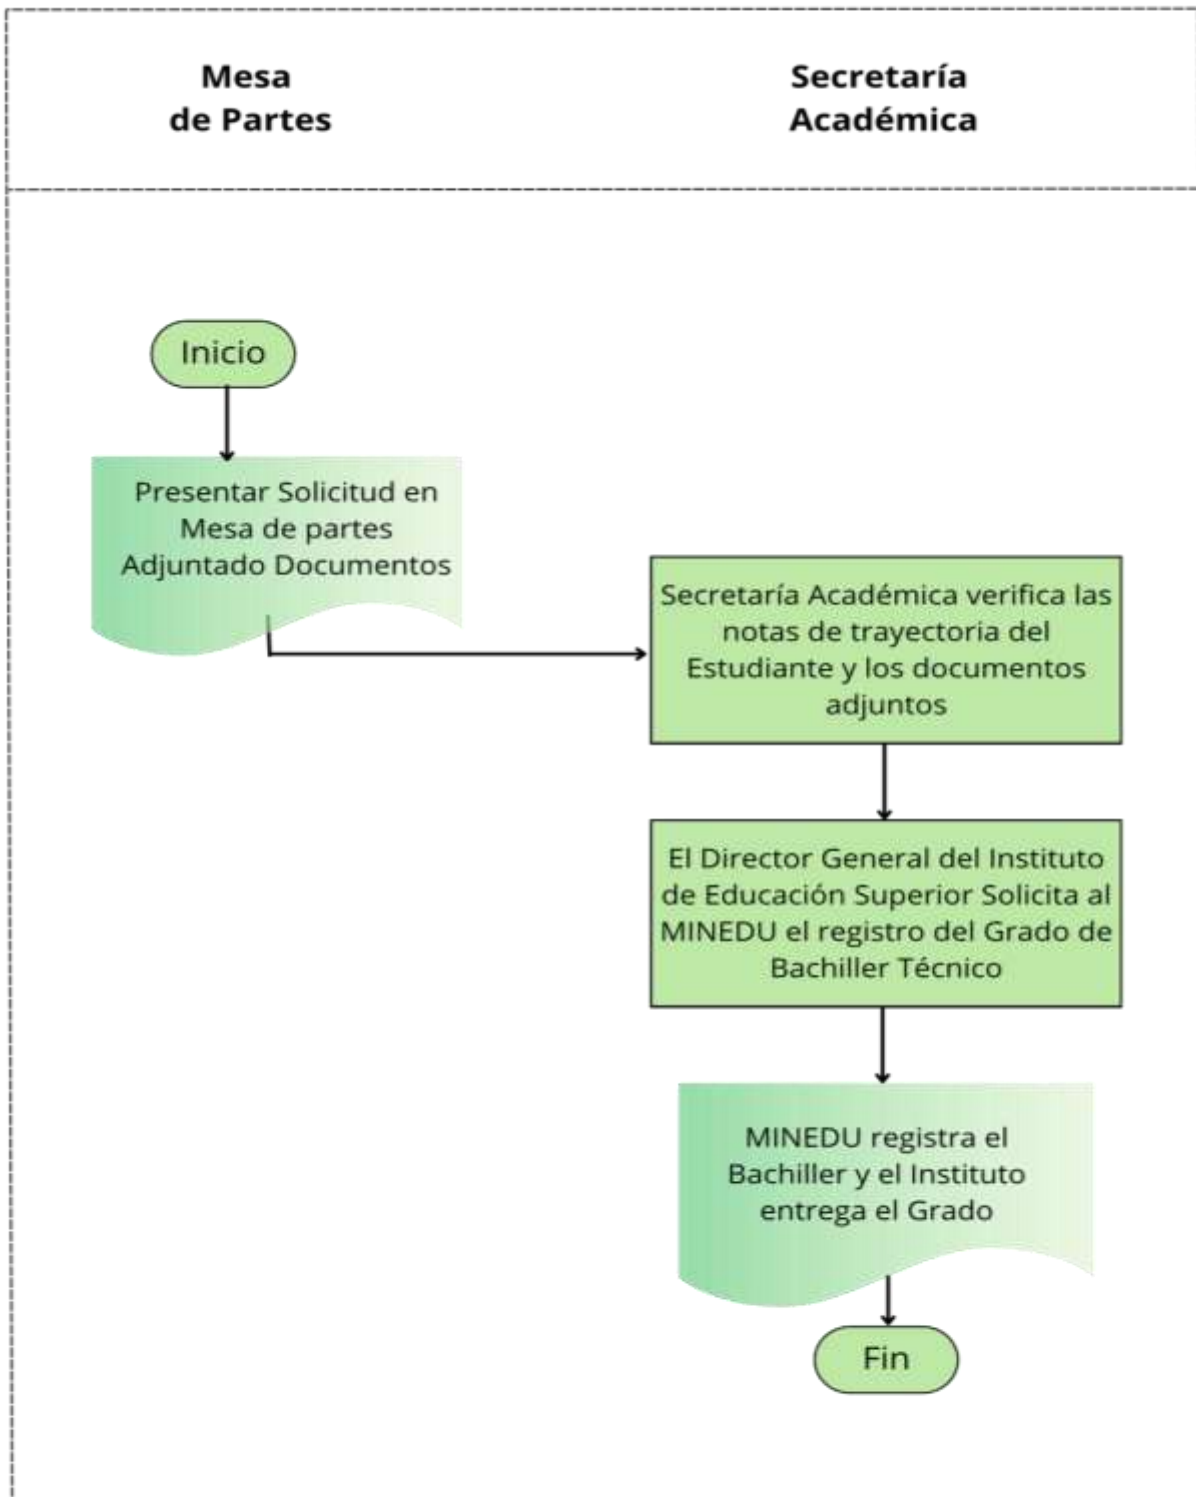 Mesa
de Partes
Secretaría
Académica
Inicio
Presentar Solicitud en
Mesa de partes
Adjuntado Documentos
Secretaría Académica verifica las
notas de trayectoria del
Estudiante y los documentos
adjuntos
El Director General del Instituto
de Educación Superior Solicita al
MINEDU el registro del Grado de
Bachiller Técnico
MINEDU registra el
Bachiller y el Instituto
entrega el Grado
Fin